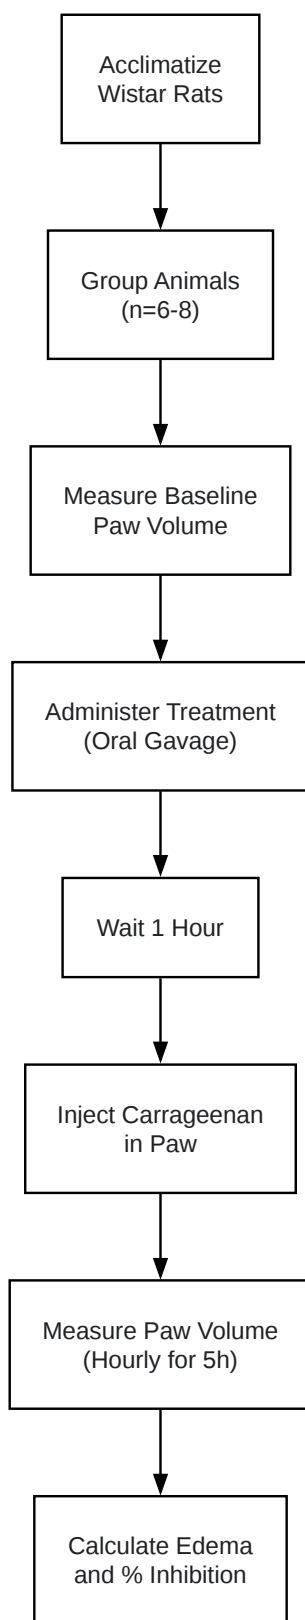 Acclimatize
Wistar Rats
Group Animals
(n=6-8)
Measure Baseline
Paw Volume
Administer Treatment
(Oral Gavage)
Wait 1 Hour
Inject Carrageenan
in Paw
Measure Paw Volume
(Hourly for 5h)
Calculate Edema
and % Inhibition